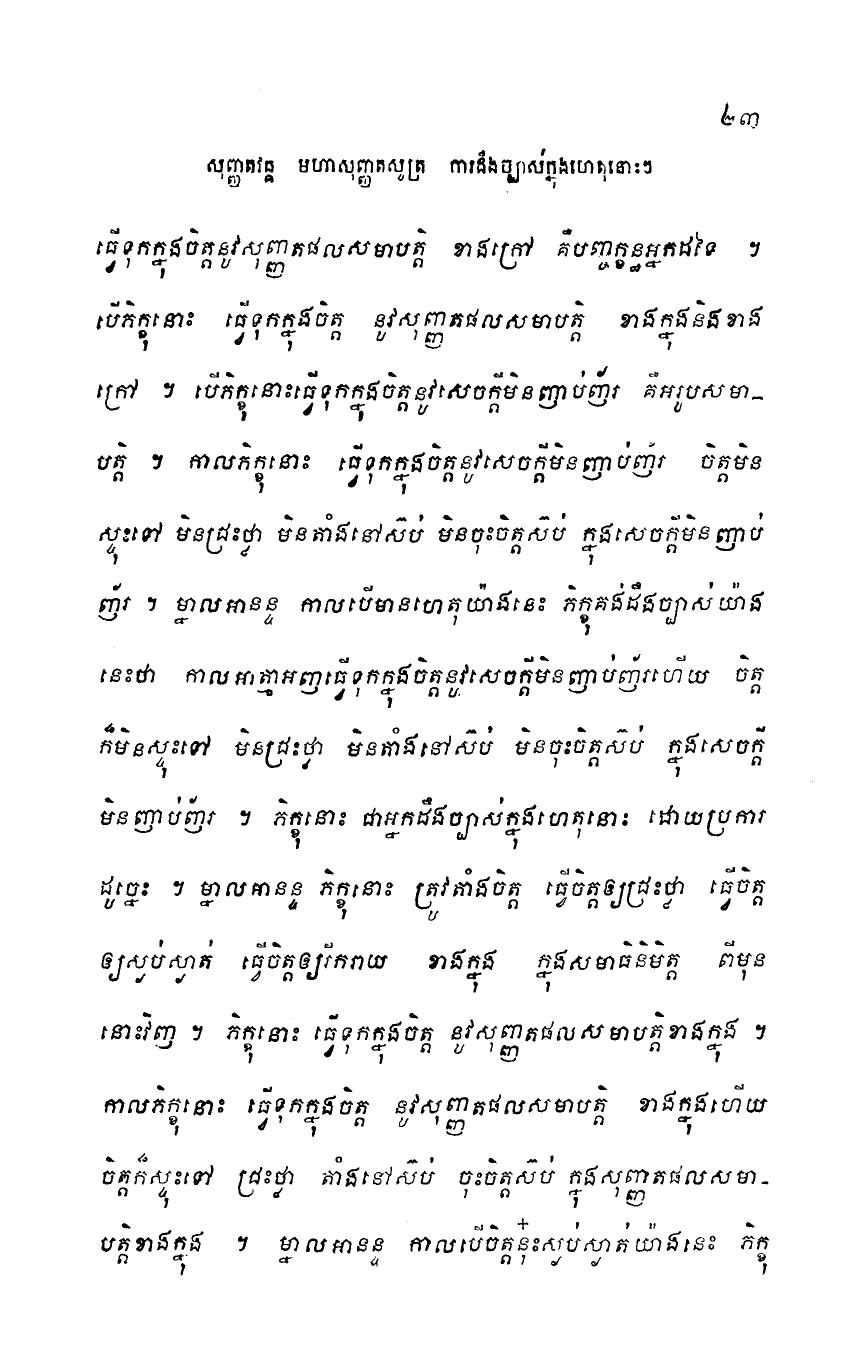 ២៣
សុញ្ញតវគ្គ មហាសុញ្ញតសូត្រ ការដឹងច្បាស់ក្នុងហេតុនោះៗ
ធ្វើទុកក្នុងចិត្តនូវសុញ្ញតផលសមាបត្តិ ខាងក្រៅ គឺបញ្ចក្ខន្ធអ្នកដទៃ ។
បើភិក្ខុនោះ ធ្វើទុកក្នុងចិត្ត នូវសុញ្ញតផលសមាបត្តិ ខាងក្នុងនិងខាង
ក្រៅ ។ បើភិក្ខុនោះធ្វើទុកក្នុងចិត្តនូវសេចក្តីមិនញាប់ញ័រ គឺអរូបសមា-
បត្តិ ។ កាលភិក្ខុនោះ ធ្វើទុកក្នុងចិត្តនូវសេចក្តីមិនញាប់ញ័រ ចិត្តមិន
ស្ទុះទៅ មិនជ្រះថ្លា មិនតាំងនៅស៊ប់ មិនចុះចិត្តស៊ប់ ក្នុងសេចក្តីមិនញាប់
ញ័រ ។ ម្នាលអានន្ទ កាលបើមានហេតុយ៉ាងនេះ ភិក្ខុគង់ដឹងច្បាស់យ៉ាង
នេះថា កាលអាត្មាអញធ្វើទុកក្នុងចិត្តនូវសេចក្តីមិនញាប់ញ័រហើយ ចិត្ត
ក៏មិនស្ទុះទៅ មិនជ្រះថ្លា មិនតាំងនៅស៊ប់ មិនចុះចិត្តស៊ប់ ក្នុងសេចក្តី
មិនញាប់ញ័រ ។ ភិក្ខុនោះ ជាអ្នកដឹងច្បាស់ក្នុងហេតុនោះ ដោយប្រការ
ដូច្នេះ ។ ម្នាលអានន្ទ ភិក្ខុនោះ ត្រូវតាំងចិត្ត ធ្វើចិត្តឲ្យជ្រះថ្លា ធ្វើចិត្ត
ឲ្យស្ងប់ស្ងាត់ ធ្វើចិត្តឲ្យរីករាយ ខាងក្នុង ក្នុងសមាធិនិមិត្ត ពីមុន
នោះវិញ ។ ភិក្ខុនោះ ធ្វើទុកក្នុងចិត្ត នូវសុញ្ញតផលសមាបត្តិខាងក្នុង ។
កាលភិក្ខុនោះ ធ្វើទុកក្នុងចិត្ត នូវសុញ្ញតផលសមាបត្តិ ខាងក្នុងហើយ
ចិត្តក៏ស្ទុះទៅ ជ្រះថ្លា តាំងនៅស៊ប់ ចុះចិត្តស៊ប់ ក្នុងសុញ្ញតផលសមា-
បត្តិខាងក្នុង ។ ម្នាលអានន្ទ កាលបើចិត្តនុ៎ះស្ងប់ស្ងាត់យ៉ាងនេះ ភិក្ខុ